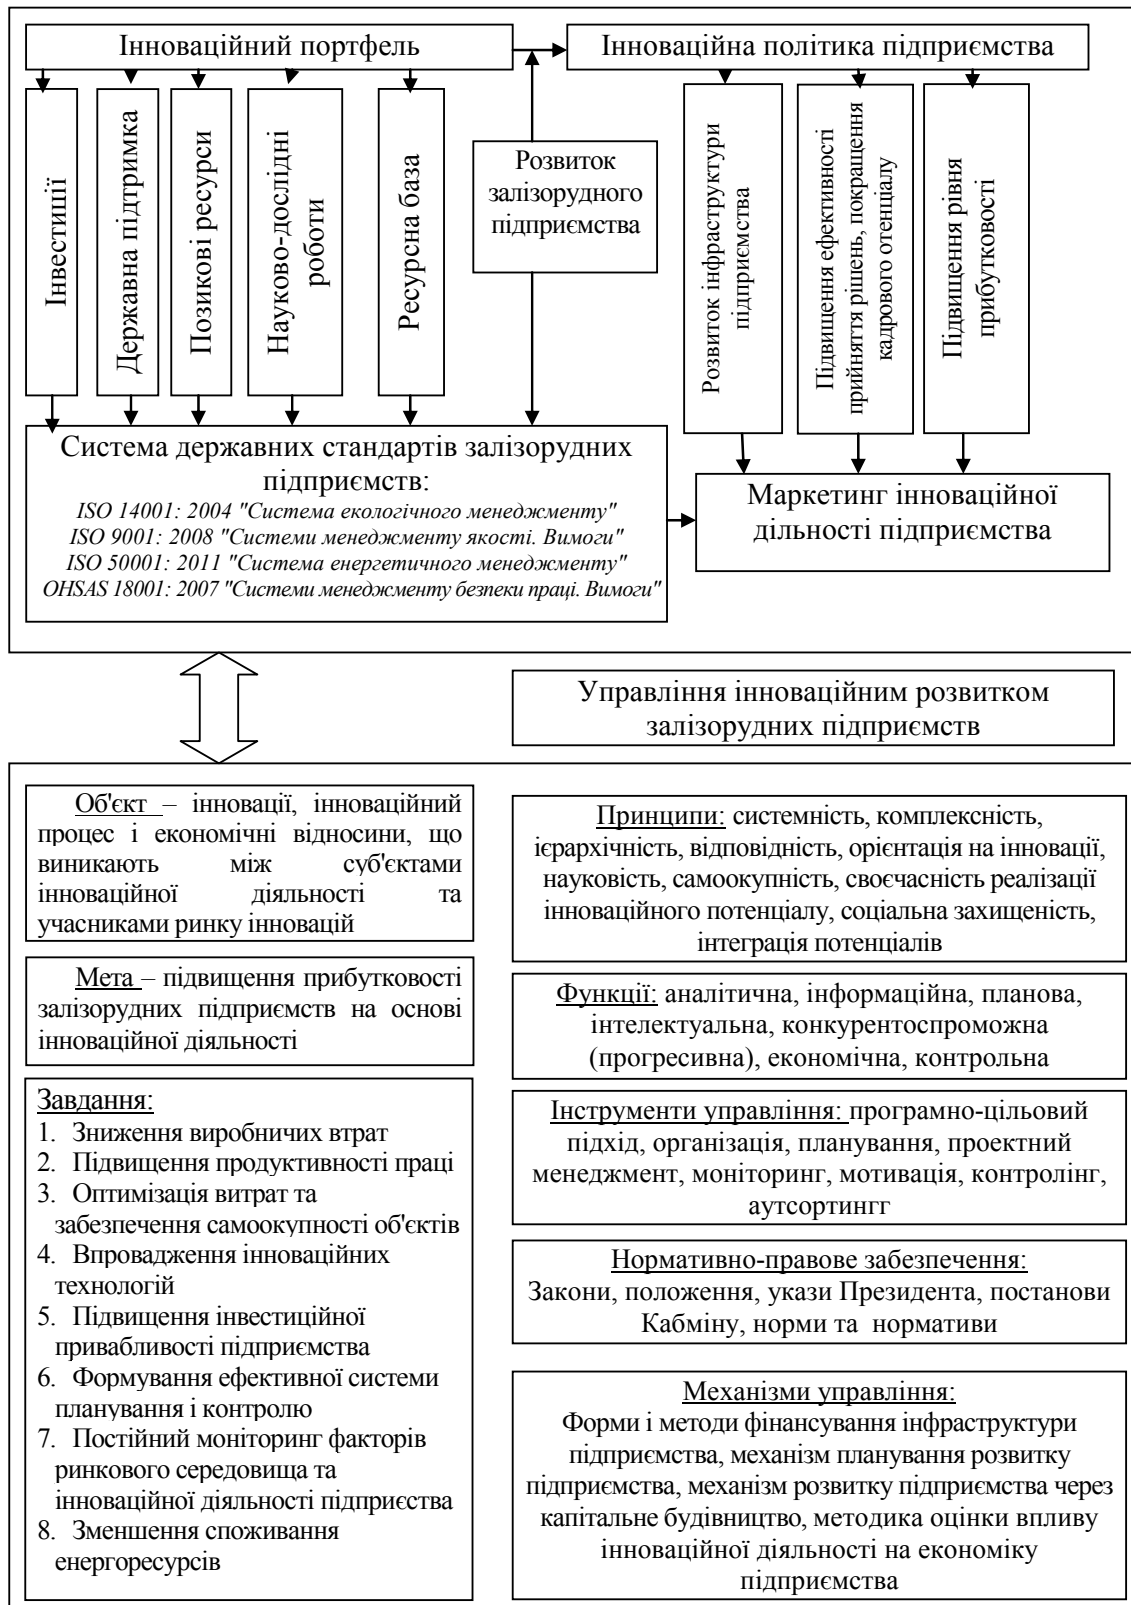 Інноваційний портфель
Інноваційна політика підприємства
Інвестиції
Державна підтримка
Позикові ресурси
Науково-дослідні
роботи
Ресурсна база
Розвиток
залізорудного
підприємства
Розвиток інфраструктури
підприємства
Підвищення ефективності
прийняття рішень, покращення
кадрового отенціалу
Підвищення рівня
прибутковості
Система державних стандартів залізорудних
підприємств:
ISO 14001: 2004 "Система екологічного менеджменту"
ISO 9001: 2008 "Системи менеджменту якості. Вимоги"
ISO 50001: 2011 "Система енергетичного менеджменту"
OHSAS 18001: 2007 "Системи менеджменту безпеки праці. Вимоги"
Маркетинг інноваційної
дільності підприємства
Управління інноваційним розвитком
залізорудних підприємств
Об'єкт – інновації, інноваційний
процес і економічні відносини, що
виникають між суб'єктами
інноваційної діяльності та
учасниками ринку інновацій
Мета – підвищення прибутковості
залізорудних підприємств на основі
інноваційної діяльності
Завдання:
1. Зниження виробничих втрат
2. Підвищення продуктивності праці
3. Оптимізація витрат та
забезпечення самоокупності об'єктів
4. Впровадження інноваційних
технологій
5. Підвищення інвестиційної
привабливості підприємства
6. Формування ефективної системи
планування і контролю
7. Постійний моніторинг факторів
ринкового середовища та
інноваційної діяльності підприєства
8. Зменшення споживання
енергоресурсів
Принципи: системність, комплексність,
ієрархічність, відповідність, орієнтація на інновації,
науковість, самоокупність, своєчасність реалізації
інноваційного потенціалу, соціальна захищеність,
інтеграція потенціалів
Функції: аналітична, інформаційна, планова,
інтелектуальна, конкурентоспроможна
(прогресивна), економічна, контрольна
Інструменти управління: програмно-цільовий
підхід, організація, планування, проектний
менеджмент, моніторинг, мотивація, контролінг,
аутсортингг
Нормативно-правове забезпечення:
Закони, положення, укази Президента, постанови
Кабміну, норми та нормативи
Механізми управління:
Форми і методи фінансування інфраструктури
підприємства, механізм планування розвитку
підприємства, механізм розвитку підприємства через
капітальне будівництво, методика оцінки впливу
інноваційної діяльності на економіку
підприємства